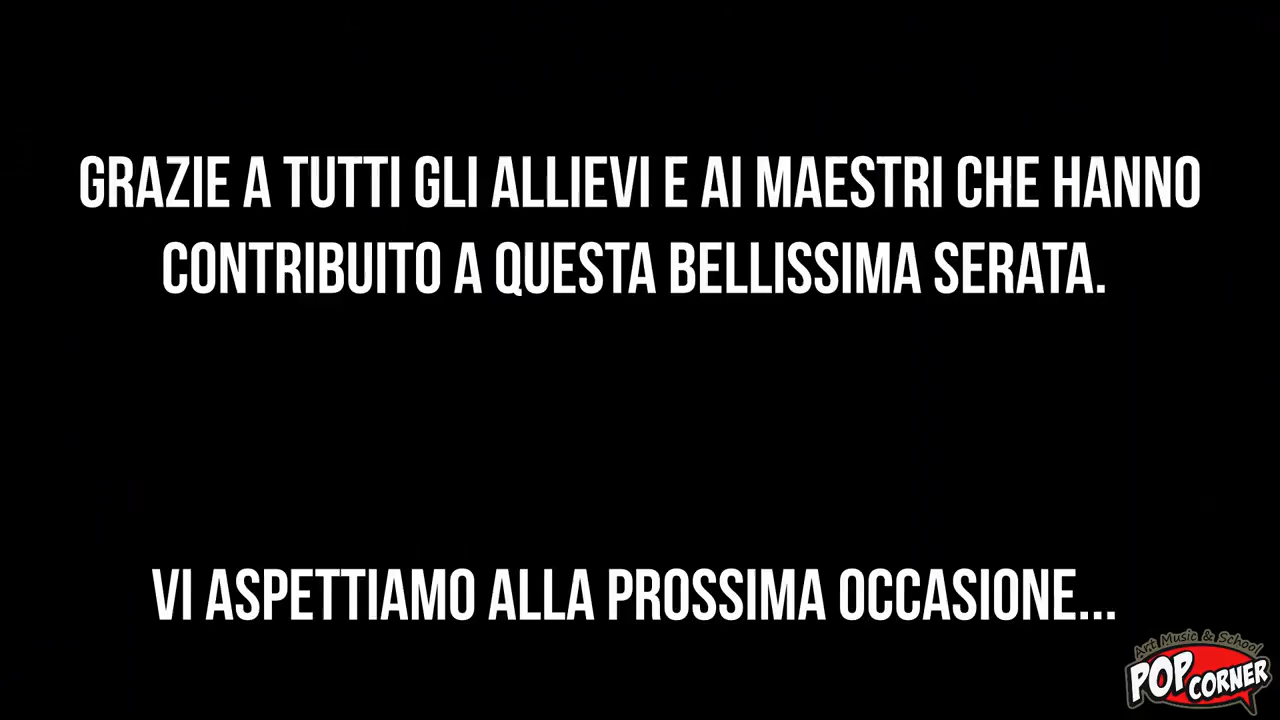 GRAZIE A TUTTI GLI ALLIEVI E AI MAESTRI CHE HANNO
CONTRIBUITO A QUESTA BELLISSIMA SERATA.
VI ASPETTIAMO ALLA PROSSIMA OCCASIONE...
Art Music & School
POP CORNER